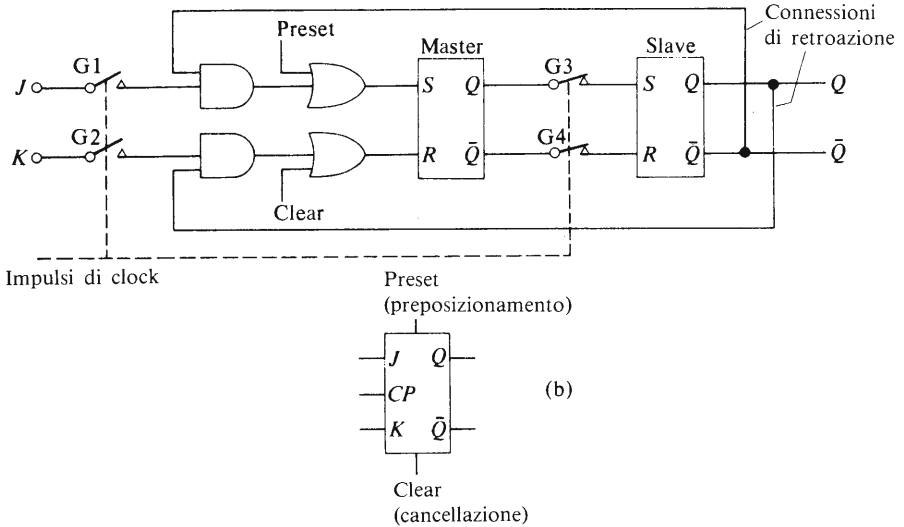 Connessioni
di retroazione
Preset
Master
Slave
J
G1
S
Q
G3
S
Q
Q
K
G2
R
Q̄
G4
R
Q̄
Q̄
Clear
Impulsi di clock
Preset
(preposizionamento)
J
Q
CP
(b)
K
Q̄
Clear
(cancellazione)